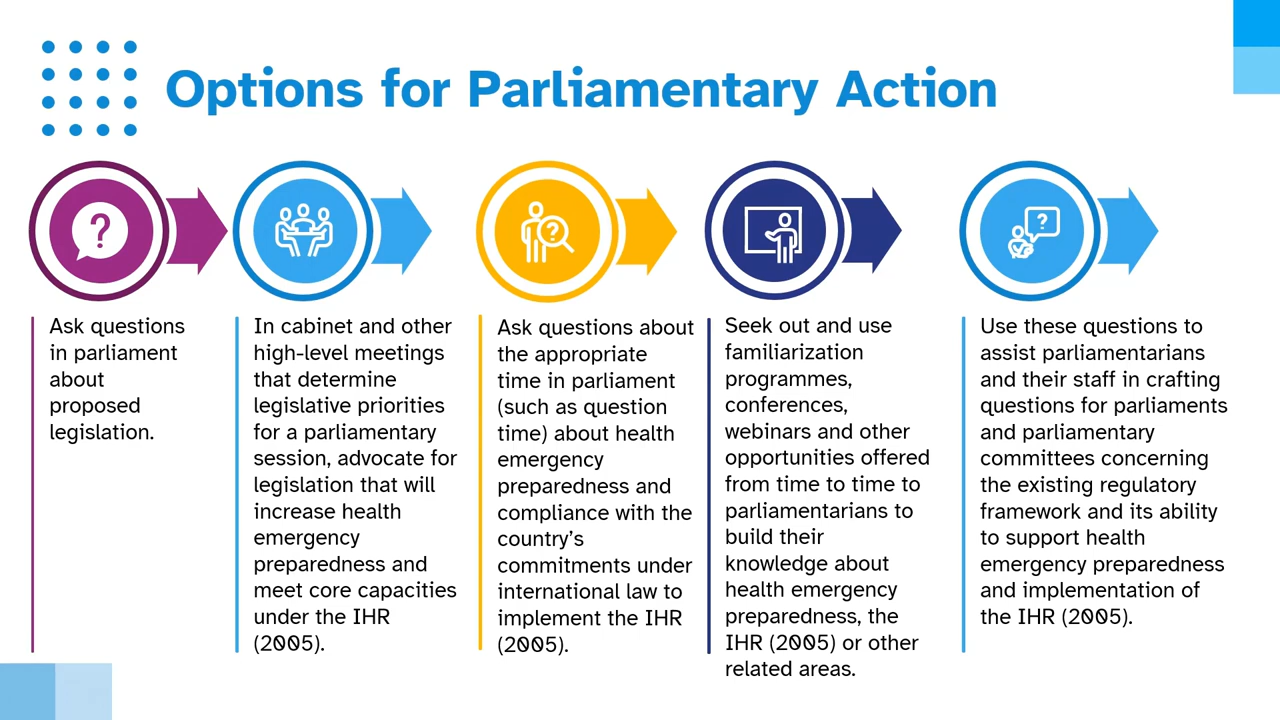 Options for Parliamentary Action
?
?
?
Ask questions
in parliament
about
proposed
legislation.
In cabinet and other
high-level meetings
that determine
legislative priorities
for a parliamentary
session, advocate for
legislation that will
increase health
emergency
preparedness and
meet core capacities
under the IHR
(2005).
Ask questions about
the appropriate
time in parliament
(such as question
time) about health
emergency
preparedness and
compliance with the
country’s
commitments under
international law to
implement the IHR
(2005).
Seek out and use
familiarization
programmes,
conferences,
webinars and other
opportunities offered
from time to time to
parliamentarians to
build their
knowledge about
health emergency
preparedness, the
IHR (2005) or other
related areas.
Use these questions to
assist parliamentarians
and their staff in crafting
questions for parliaments
and parliamentary
committees concerning
the existing regulatory
framework and its ability
to support health
emergency preparedness
and implementation of
the IHR (2005).